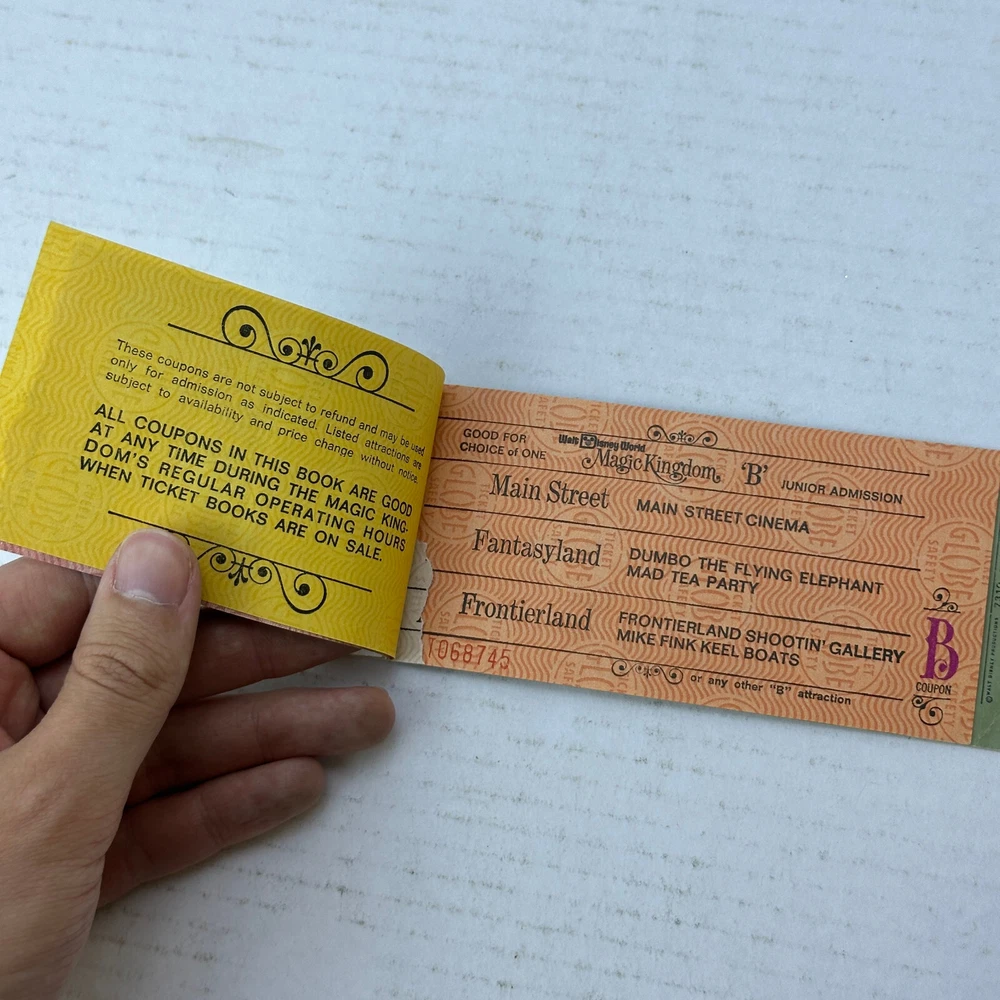 These coupons are not subject to refund and may be used
only for admission as indicated. Listed attractions are
subject to availability and price change without notice.
ALL COUPONS IN THIS BOOK ARE GOOD
AT ANY TIME DURING THE MAGIC KING-
DOM'S REGULAR OPERATING HOURS
WHEN TICKET BOOKS ARE ON SALE.
GOOD FOR
CHOICE of ONE
Walt Disney World
Magic Kingdom
'B' JUNIOR ADMISSION
Main Street MAIN STREET CINEMA
Fantasyland DUMBO THE FLYING ELEPHANT
MAD TEA PARTY
Frontierland FRONTIERLAND SHOOTIN' GALLERY
MIKE FINK KEEL BOATS
or any other "B" attraction
1068745
B
COUPON